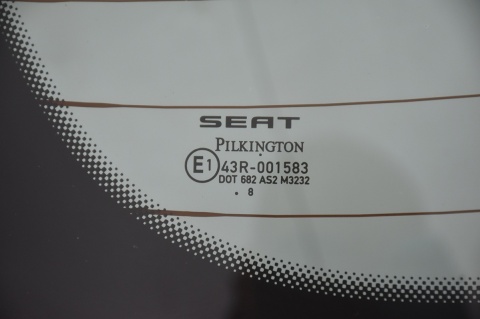 SEAT
PILKINGTON
E1 43R-001583
DOT 682 AS2 M3232
. 8